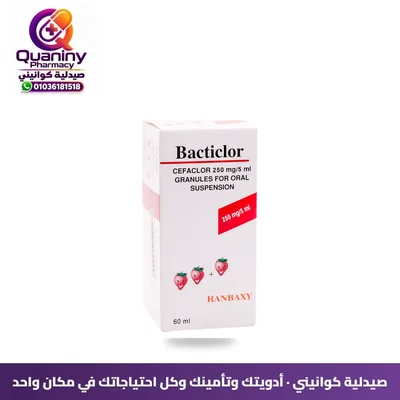 Quaniny
Pharmacy
صيدلية كوانيني
01036181518
Bacticlor
CEFACLOR 250 mg/5 ml
GRANULES FOR ORAL
SUSPENSION
250 mg/5 ml
+
RANBAXY
60 ml
صيدلية كوانيني - أدويتك وتأمينك وكل احتياجاتك في مكان واحد